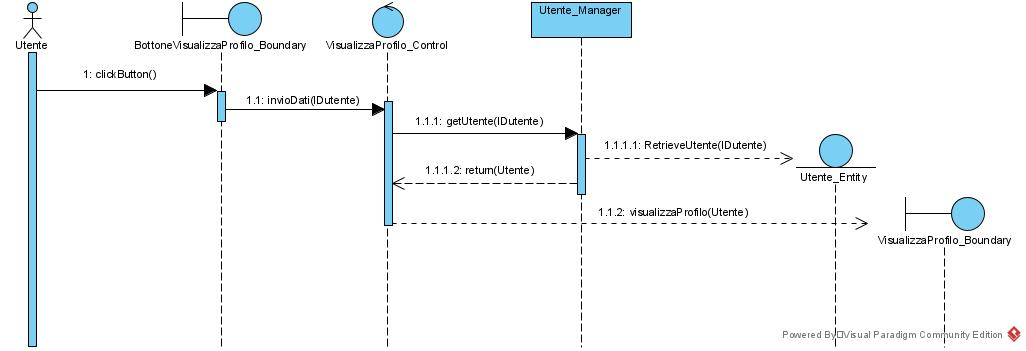 Utente_Manager
Utente
BottoneVisualizzaProfilo_Boundary
VisualizzaProfilo_Control
1: clickButton()
1.1: invioDati(IDutente)
1.1.1: getUtente(IDutente)
1.1.1.1: RetrieveUtente(IDutente)
1.1.1.2: return(Utente)
Utente_Entity
1.1.2: visualizzaProfilo(Utente)
VisualizzaProfilo_Boundary
Powered By Visual Paradigm Community Edition